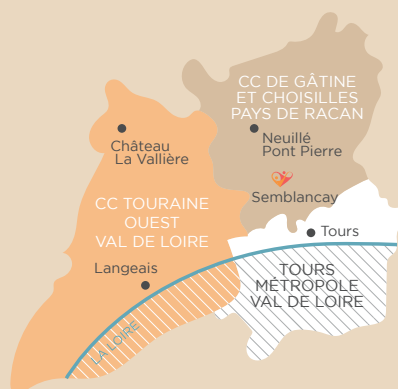 CC DE GÂTINE
ET CHOISILLES
PAYS DE RACAN
Neuillé
Pont Pierre
Château
La Vallière
Semblancay
CC TOURAINE
OUEST
VAL DE LOIRE
Tours
Langeais
TOURS
MÉTROPOLE
VAL DE LOIRE
LA LOIRE